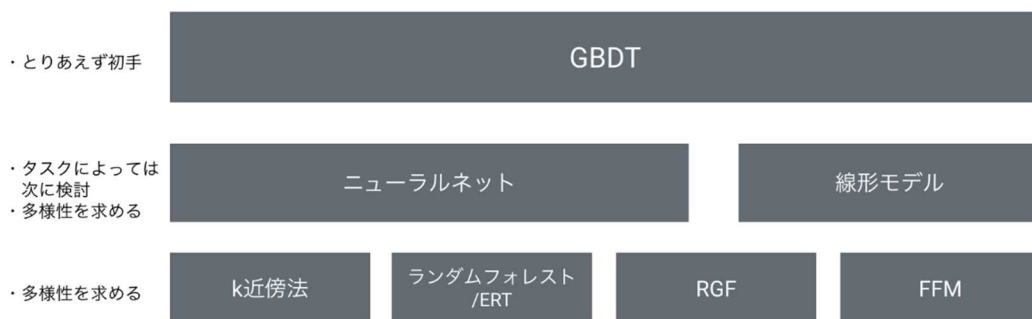 ・とりあえず初手
GBDT
・タスクによっては
次に検討
・多様性を求める
ニューラルネット
線形モデル
・多様性を求める
k近傍法
ランダムフォレスト
/ERT
RGF
FFM